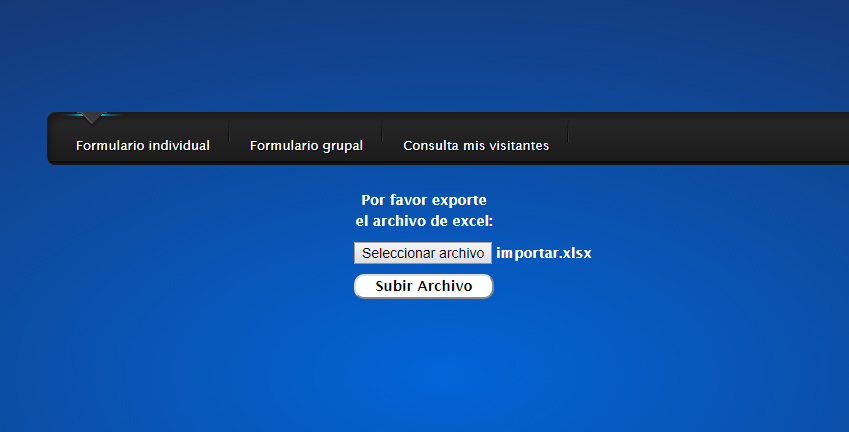 Formulario individual Formulario grupal Consulta mis visitantes
Por favor exporte
el archivo de excel:
Seleccionar archivo importar.xlsx
Subir Archivo